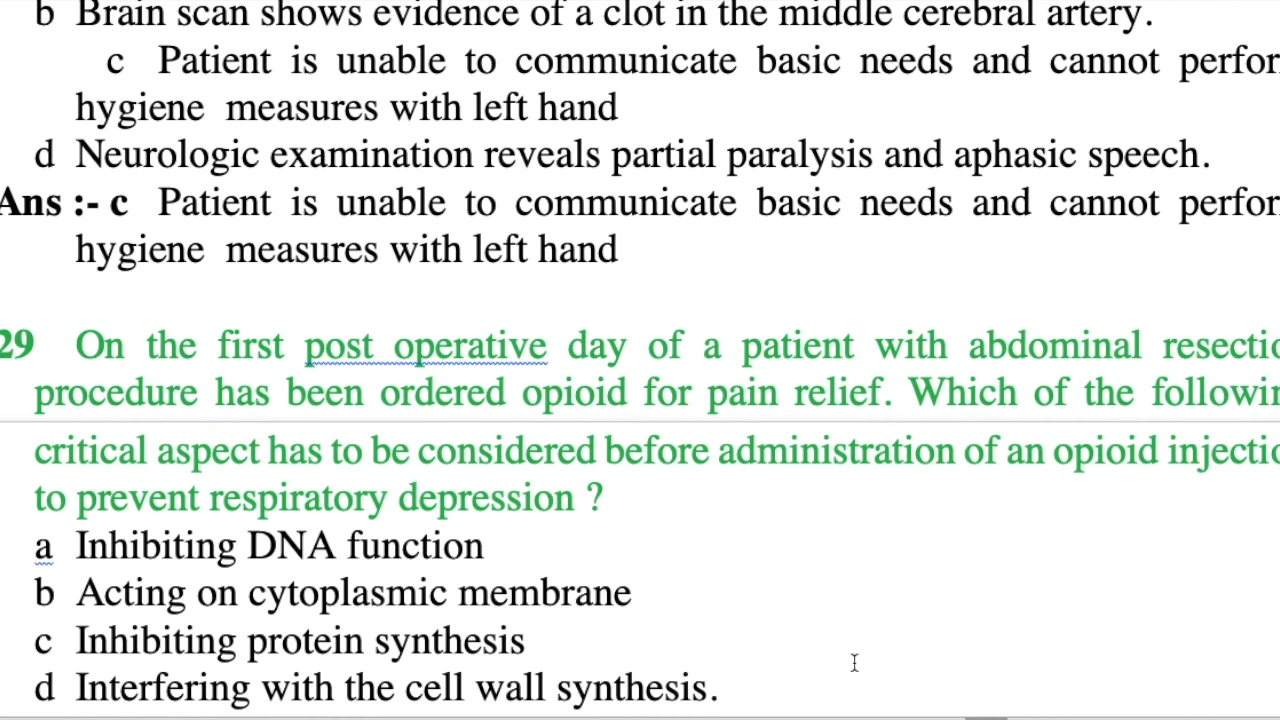 b Brain scan shows evidence of a clot in the middle cerebral artery.
c Patient is unable to communicate basic needs and cannot perfor
hygiene measures with left hand
d Neurologic examination reveals partial paralysis and aphasic speech.
Ans :- c Patient is unable to communicate basic needs and cannot perfor
hygiene measures with left hand
29 On the first post operative day of a patient with abdominal resectio
procedure has been ordered opioid for pain relief. Which of the followin
critical aspect has to be considered before administration of an opioid injectio
to prevent respiratory depression ?
a Inhibiting DNA function
b Acting on cytoplasmic membrane
c Inhibiting protein synthesis
d Interfering with the cell wall synthesis.